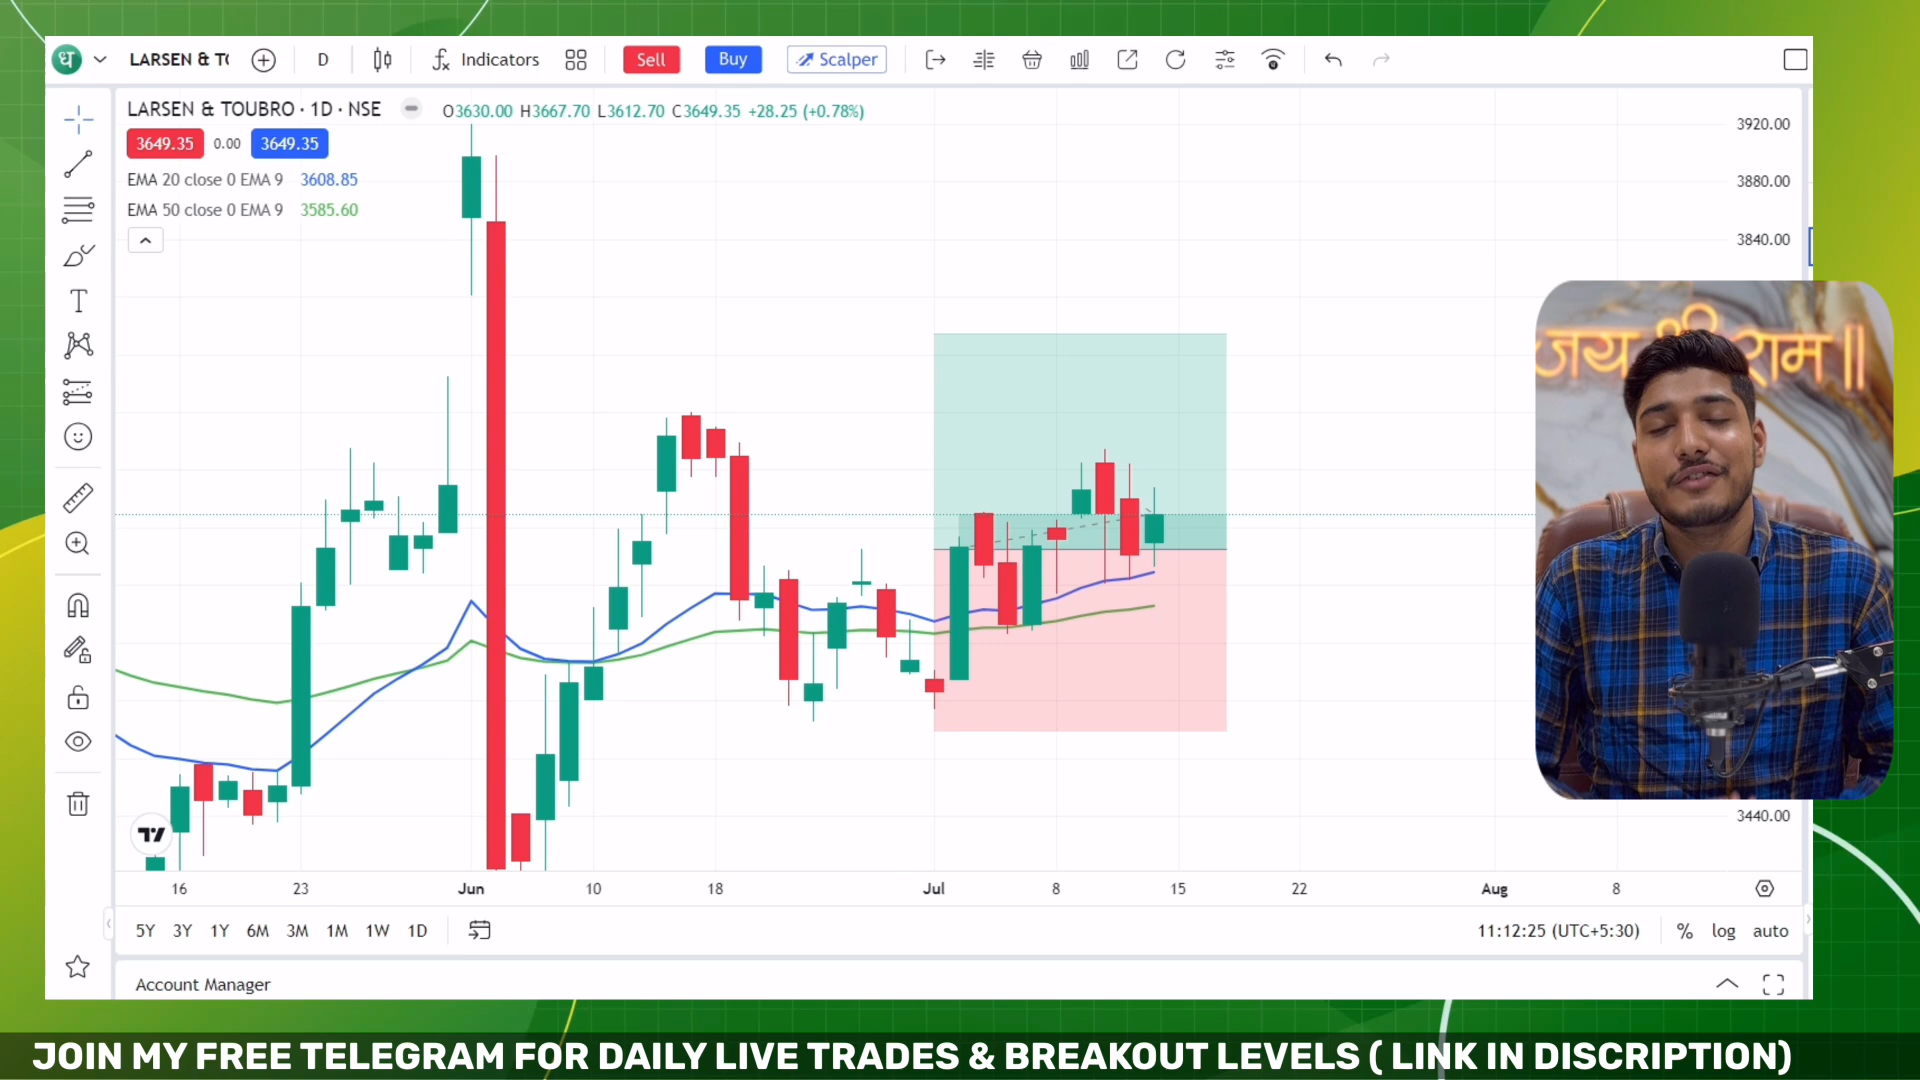 ध LARSEN & TO D Indicators Sell Buy Scalper
LARSEN & TOUBRO · 1D · NSE O3630.00 H3667.70 L3612.70 C3649.35 +28.25 (+0.78%)
3649.35 0.00 3649.35
EMA 20 close 0 EMA 9 3608.85
EMA 50 close 0 EMA 9 3585.60
3920.00
3880.00
3840.00
जय श्री राम ||
3440.00
16 23 Jun 10 18 Jul 8 15 22 Aug 8
5Y 3Y 1Y 6M 3M 1M 1W 1D 11:12:25 (UTC+5:30) % log auto
Account Manager
JOIN MY FREE TELEGRAM FOR DAILY LIVE TRADES & BREAKOUT LEVELS ( LINK IN DISCRIPTION)